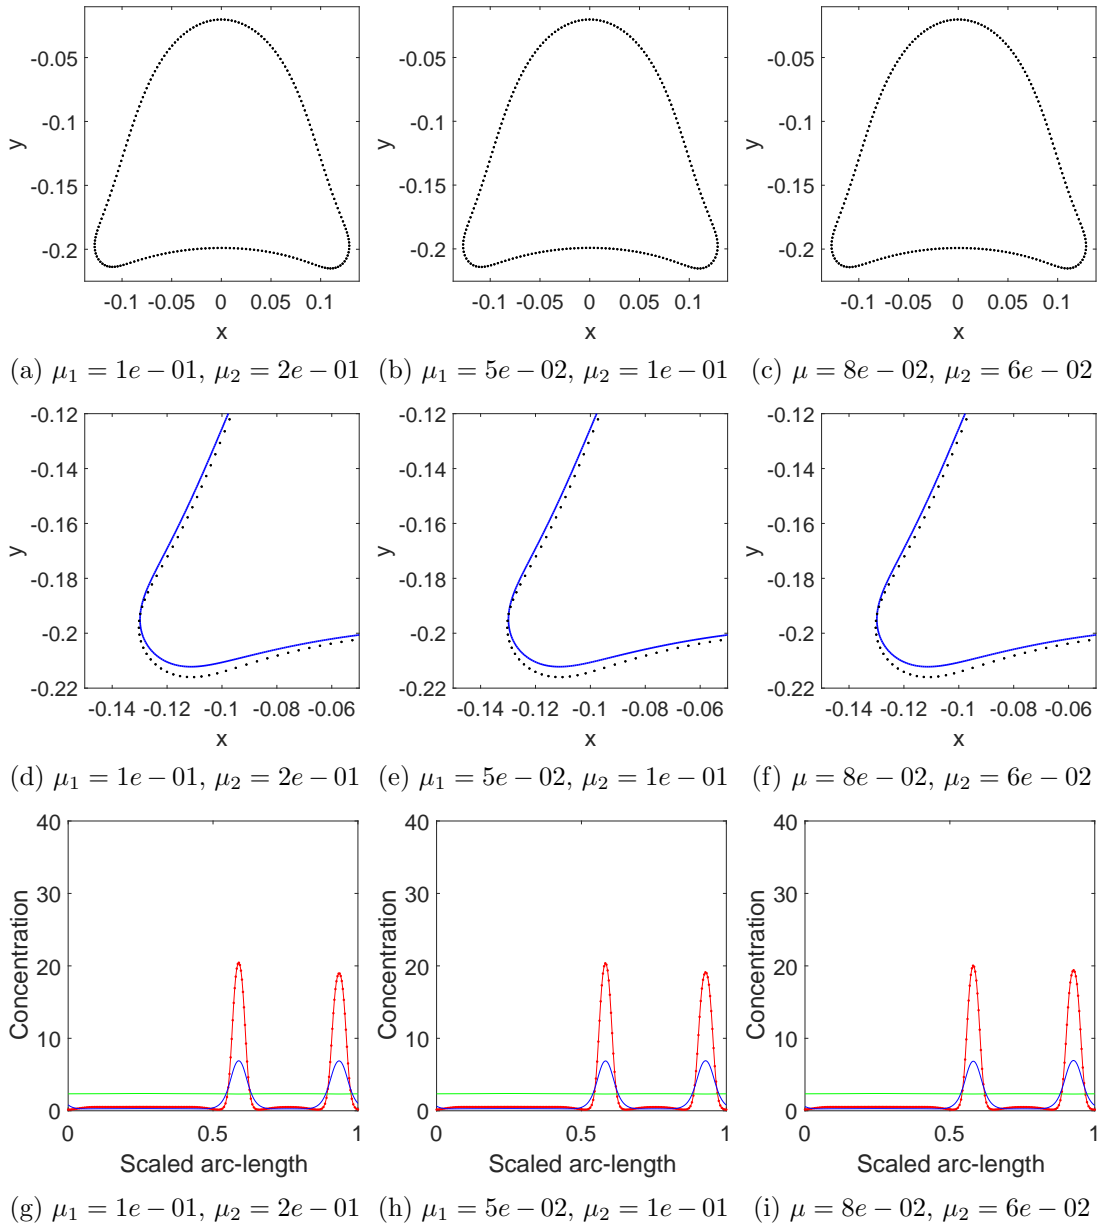 -0.05 -0.05 -0.05
-0.1 -0.1 -0.1
y y y
-0.15 -0.15 -0.15
-0.2 -0.2 -0.2
-0.1 -0.05 0 0.05 0.1 -0.1 -0.05 0 0.05 0.1 -0.1 -0.05 0 0.05 0.1
x x x
(a) μ₁ = 1e − 01, μ₂ = 2e − 01 (b) μ₁ = 5e − 02, μ₂ = 1e − 01 (c) μ = 8e − 02, μ₂ = 6e − 02
-0.12 -0.12 -0.12
-0.14 -0.14 -0.14
-0.16 -0.16 -0.16
y y y
-0.18 -0.18 -0.18
-0.2 -0.2 -0.2
-0.22 -0.22 -0.22
-0.14 -0.12 -0.1 -0.08 -0.06 -0.14 -0.12 -0.1 -0.08 -0.06 -0.14 -0.12 -0.1 -0.08 -0.06
x x x
(d) μ₁ = 1e − 01, μ₂ = 2e − 01 (e) μ₁ = 5e − 02, μ₂ = 1e − 01 (f) μ = 8e − 02, μ₂ = 6e − 02
40 40 40
30 30 30
Concentration Concentration Concentration
20 20 20
10 10 10
0 0 0
0 0.5 1 0 0.5 1 0 0.5 1
Scaled arc-length Scaled arc-length Scaled arc-length
(g) μ₁ = 1e − 01, μ₂ = 2e − 01 (h) μ₁ = 5e − 02, μ₂ = 1e − 01 (i) μ = 8e − 02, μ₂ = 6e − 02